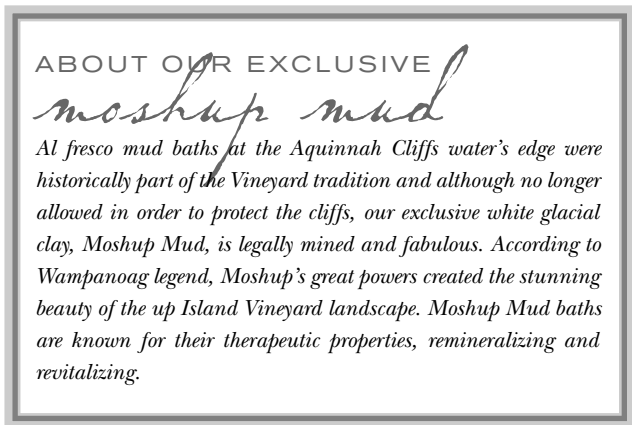 ABOUT OUR EXCLUSIVE
moshup mud
Al fresco mud baths at the Aquinnah Cliffs water’s edge were
historically part of the Vineyard tradition and although no longer
allowed in order to protect the cliffs, our exclusive white glacial
clay, Moshup Mud, is legally mined and fabulous. According to
Wampanoag legend, Moshup’s great powers created the stunning
beauty of the up Island Vineyard landscape. Moshup Mud baths
are known for their therapeutic properties, remineralizing and
revitalizing.